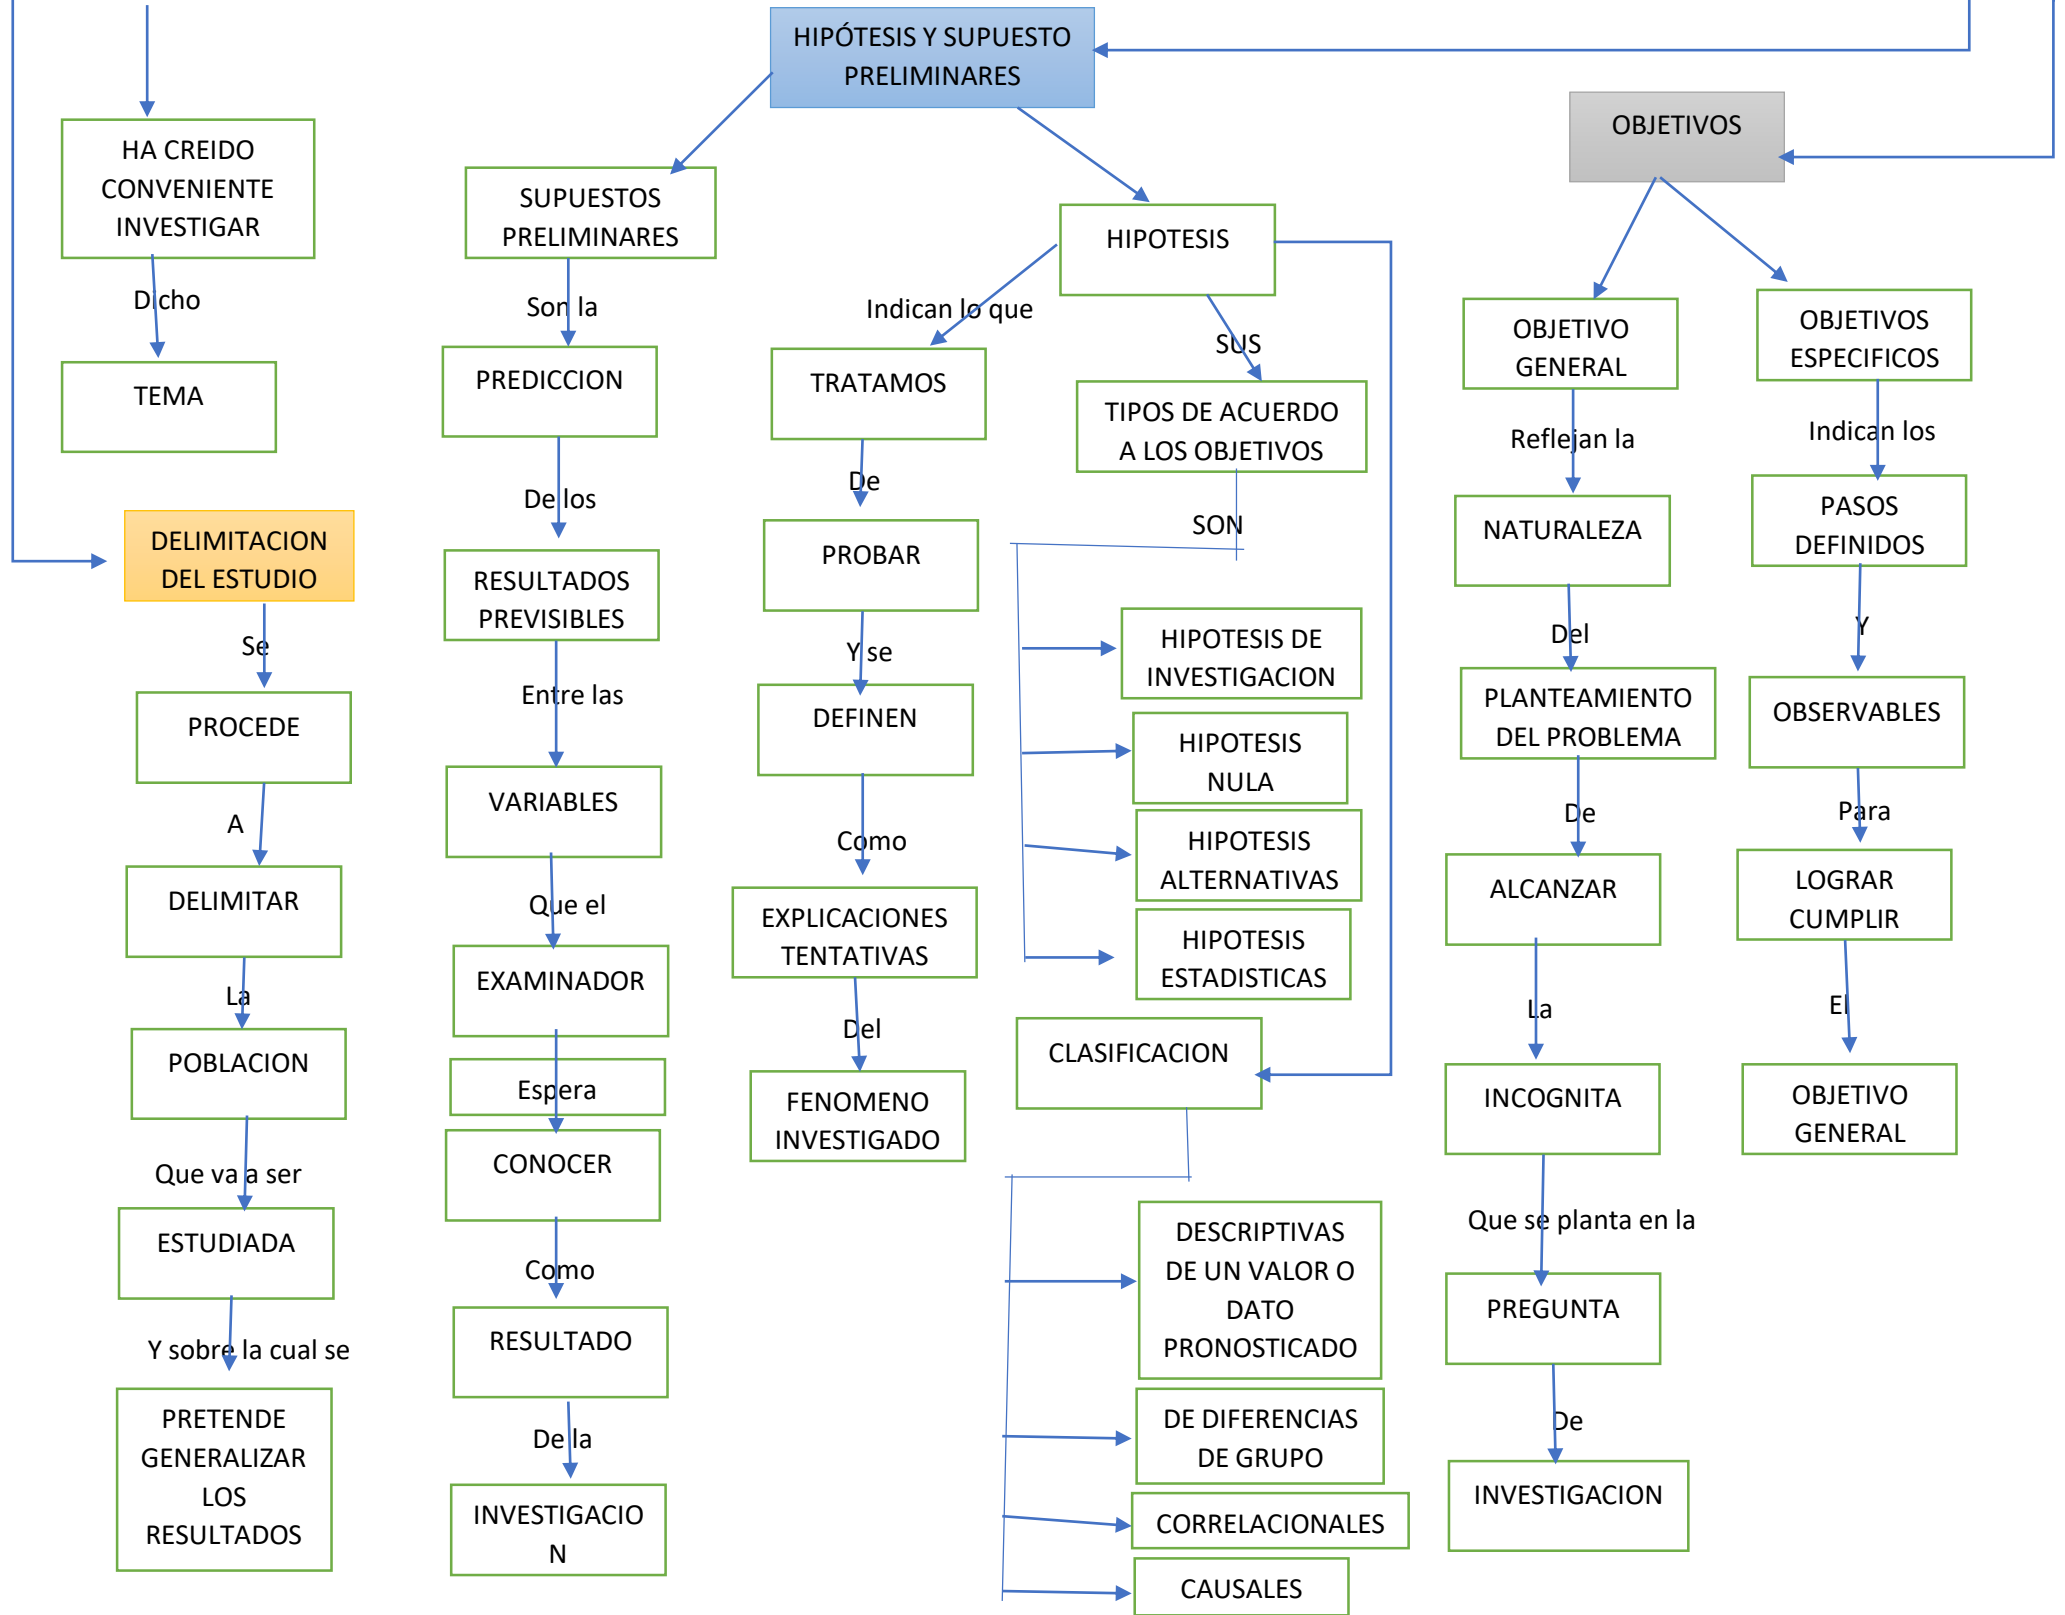 HIPÓTESIS Y SUPUESTO
PRELIMINARES
HA CREIDO
CONVENIENTE
INVESTIGAR
Dicho
TEMA
DELIMITACION
DEL ESTUDIO
Se
PROCEDE
A
DELIMITAR
La
POBLACION
Que va a ser
ESTUDIADA
Y sobre la cual se
PRETENDE
GENERALIZAR
LOS
RESULTADOS
SUPUESTOS
PRELIMINARES
Son la
PREDICCION
De los
RESULTADOS
PREVISIBLES
Entre las
VARIABLES
Que el
EXAMINADOR
Espera
CONOCER
Como
RESULTADO
De la
INVESTIGACIO
N
HIPOTESIS
Indican lo que
TRATAMOS
De
PROBAR
Y se
DEFINEN
Como
EXPLICACIONES
TENTATIVAS
Del
FENOMENO
INVESTIGADO
SUS
TIPOS DE ACUERDO
A LOS OBJETIVOS
SON
HIPOTESIS DE
INVESTIGACION
HIPOTESIS
NULA
HIPOTESIS
ALTERNATIVAS
HIPOTESIS
ESTADISTICAS
CLASIFICACION
DESCRIPTIVAS
DE UN VALOR O
DATO
PRONOSTICADO
DE DIFERENCIAS
DE GRUPO
CORRELACIONALES
CAUSALES
OBJETIVOS
OBJETIVO
GENERAL
Reflejan la
NATURALEZA
Del
PLANTEAMIENTO
DEL PROBLEMA
De
ALCANZAR
La
INCOGNITA
Que se planta en la
PREGUNTA
De
INVESTIGACION
OBJETIVOS
ESPECIFICOS
Indican los
PASOS
DEFINIDOS
Y
OBSERVABLES
Para
LOGRAR
CUMPLIR
El
OBJETIVO
GENERAL